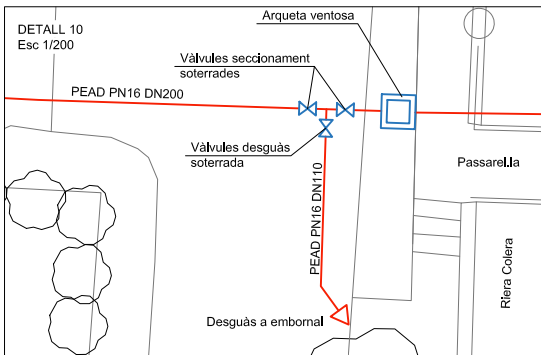 DETALL 10
Esc 1/200
Arqueta ventosa
Vàlvules seccionament
soterrades
PEAD PN16 DN200
Vàlvules desguàs
soterrada
Passarel.la
PEAD PN16 DN110
Riera Colera
Desguàs a embornal